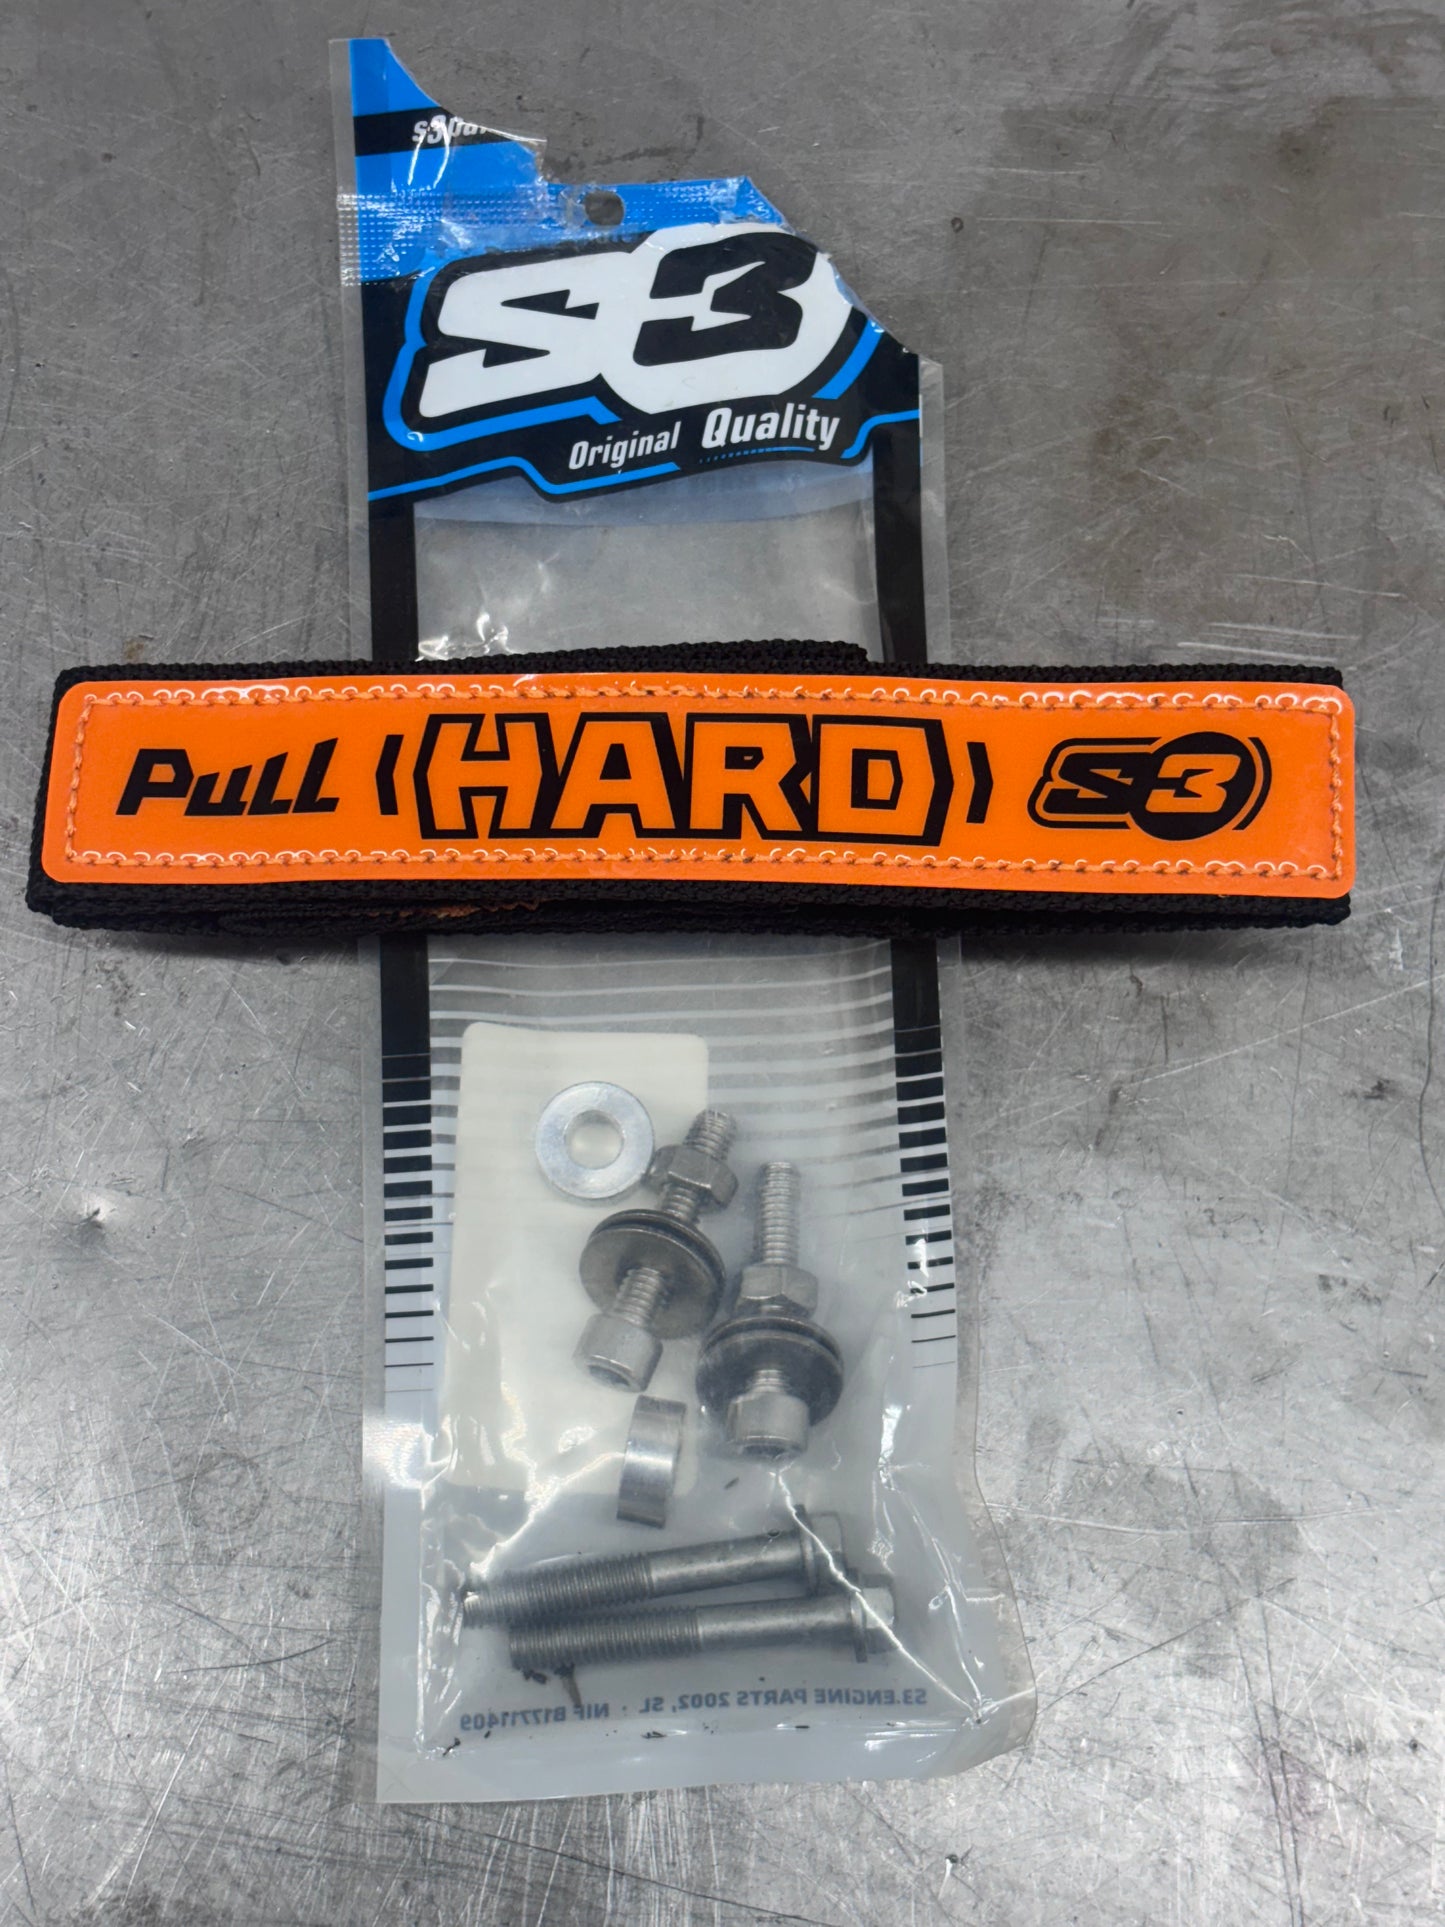 S3
Original Quality
Pull (HARD) S3
S3.ENGINE PARTS 2002, SL · NIF B17711409